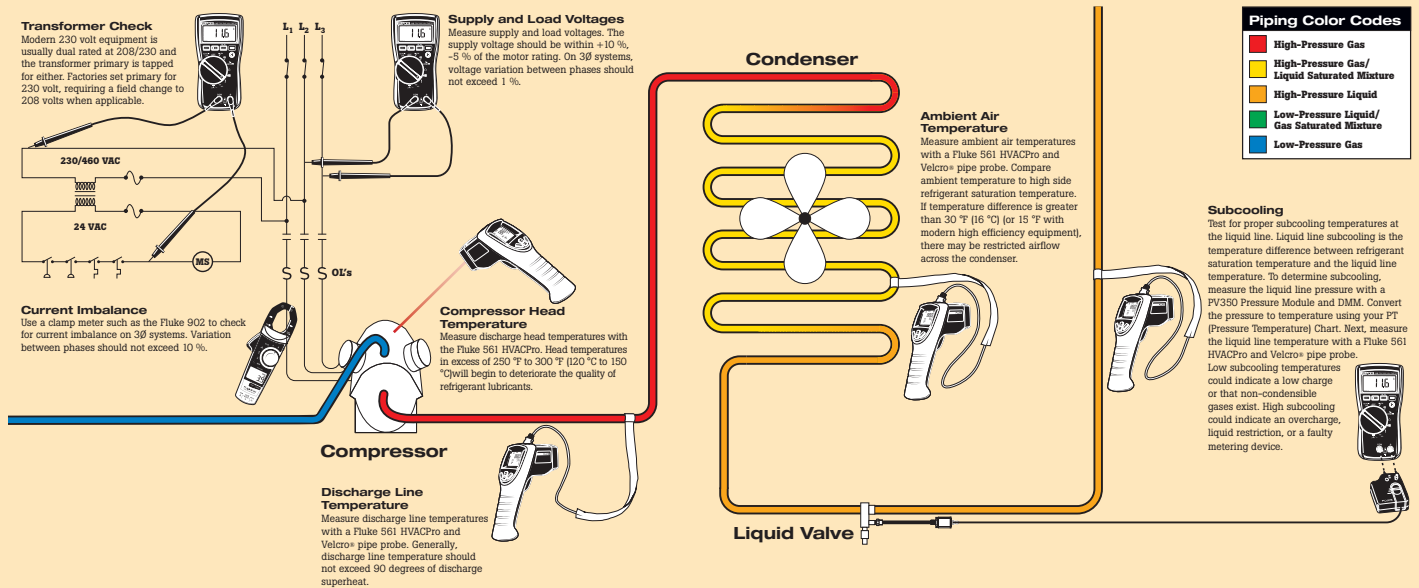 Transformer Check
Modern 230 volt equipment is
usually dual rated at 208/230 and
the transformer primary is tapped
for either. Factories set primary for
230 volt, requiring a field change to
208 volts when applicable.
11.6
L1 L2 L3
11.6
Supply and Load Voltages
Measure supply and load voltages. The
supply voltage should be within +10 %,
–5 % of the motor rating. On 3Ø systems,
voltage variation between phases should
not exceed 1 %.
230/460 VAC
24 VAC
MS
OL's
Current Imbalance
Use a clamp meter such as the Fluke 902 to check
for current imbalance on 3Ø systems. Variation
between phases should not exceed 10 %.
Compressor Head
Temperature
Measure discharge head temperatures with
the Fluke 561 HVACPro. Head temperatures
in excess of 250 °F to 300 °F (120 °C to 150
°C)will begin to deteriorate the quality of
refrigerant lubricants.
Compressor
Discharge Line
Temperature
Measure discharge line temperatures
with a Fluke 561 HVACPro and
Velcro® pipe probe. Generally,
discharge line temperature should
not exceed 90 degrees of discharge
superheat.
Condenser
Ambient Air
Temperature
Measure ambient air temperatures
with a Fluke 561 HVACPro and
Velcro® pipe probe. Compare
ambient temperature to high side
refrigerant saturation temperature.
If temperature difference is greater
than 30 °F (16 °C) (or 15 °F with
modern high efficiency equipment),
there may be restricted airflow
across the condenser.
Liquid Valve
Piping Color Codes
High-Pressure Gas
High-Pressure Gas/
Liquid Saturated Mixture
High-Pressure Liquid
Low-Pressure Liquid/
Gas Saturated Mixture
Low-Pressure Gas
Subcooling
Test for proper subcooling temperatures at
the liquid line. Liquid line subcooling is the
temperature difference between refrigerant
saturation temperature and the liquid line
temperature. To determine subcooling,
measure the liquid line pressure with a
PV350 Pressure Module and DMM. Convert
the pressure to temperature using your PT
(Pressure Temperature) Chart. Next, measure
the liquid line temperature with a Fluke 561
HVACPro and Velcro® pipe probe.
Low subcooling temperatures
could indicate a low charge
or that non-condensible
gases exist. High subcooling
could indicate an overcharge,
liquid restriction, or a faulty
metering device.
11.6